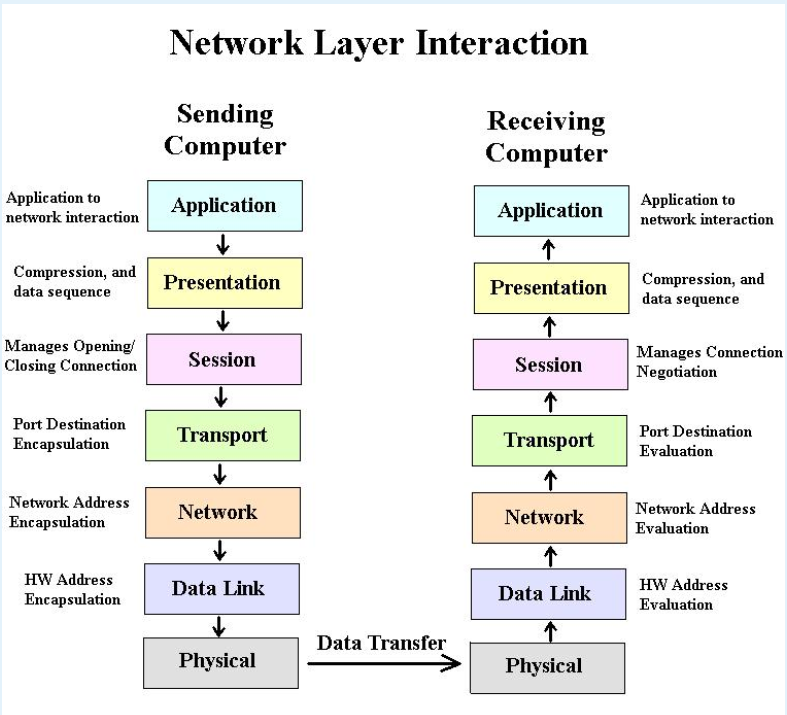 Network Layer Interaction
Sending
Computer
Application to
network interaction
Application
Compression, and
data sequence
Presentation
Manages Opening/
Closing Connection
Session
Port Destination
Encapsulation
Transport
Network Address
Encapsulation
Network
HW Address
Encapsulation
Data Link
Physical
Data Transfer
Receiving
Computer
Application
Application to
network interaction
Presentation
Compression, and
data sequence
Session
Manages Connection
Negotiation
Transport
Port Destination
Evaluation
Network
Network Address
Evaluation
Data Link
HW Address
Evaluation
Physical